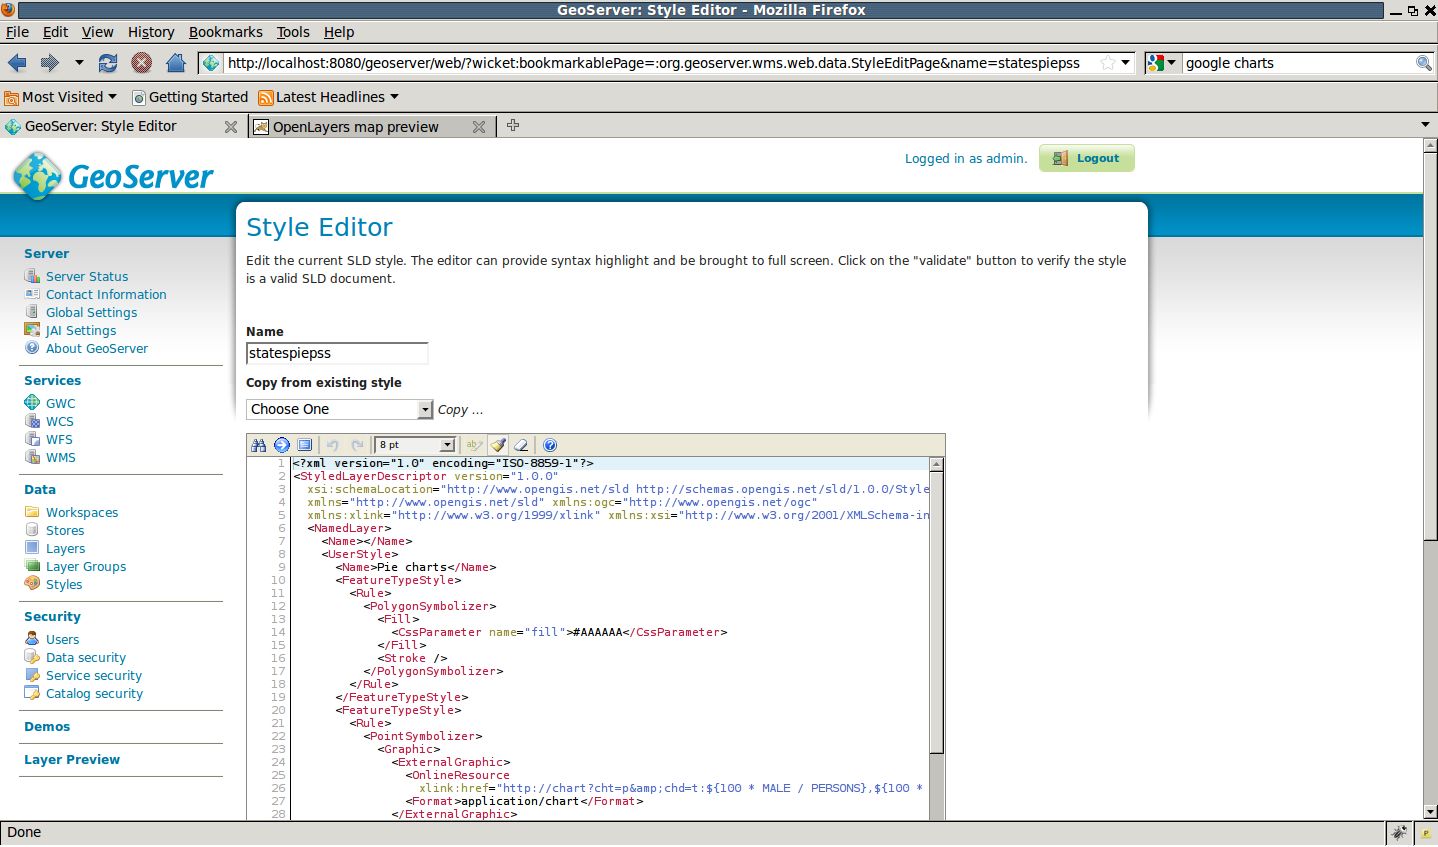 GeoServer: Style Editor - Mozilla Firefox
File Edit View History Bookmarks Tools Help
http://localhost:8080/geoserver/web/?wicket:bookmarkablePage=:org.geoserver.wms.web.data.StyleEditPage&name=statespiepss
google charts
Most Visited Getting Started Latest Headlines
GeoServer: Style Editor OpenLayers map preview
GeoServer
Logged in as admin. Logout
Server
Server Status
Contact Information
Global Settings
JAI Settings
About GeoServer
Services
GWC
WCS
WFS
WMS
Data
Workspaces
Stores
Layers
Layer Groups
Styles
Security
Users
Data security
Service security
Catalog security
Demos
Layer Preview
Style Editor
Edit the current SLD style. The editor can provide syntax highlight and be brought to full screen. Click on the "validate" button to verify the style
is a valid SLD document.
Name
statespiepss
Copy from existing style
Choose One Copy ...
8 pt
1 <?xml version="1.0" encoding="ISO-8859-1"?>
2 <StyledLayerDescriptor version="1.0.0"
3 xsi:schemaLocation="http://www.opengis.net/sld http://schemas.opengis.net/sld/1.0.0/Style
4 xmlns="http://www.opengis.net/sld" xmlns:ogc="http://www.opengis.net/ogc"
5 xmlns:xlink="http://www.w3.org/1999/xlink" xmlns:xsi="http://www.w3.org/2001/XMLSchema-in
6 <NamedLayer>
7 <Name></Name>
8 <UserStyle>
9 <Name>Pie charts</Name>
10 <FeatureTypeStyle>
11 <Rule>
12 <PolygonSymbolizer>
13 <Fill>
14 <CssParameter name="fill">#AAAAAA</CssParameter>
15 </Fill>
16 <Stroke />
17 </PolygonSymbolizer>
18 </Rule>
19 </FeatureTypeStyle>
20 <FeatureTypeStyle>
21 <Rule>
22 <PointSymbolizer>
23 <Graphic>
24 <ExternalGraphic>
25 <OnlineResource
26 xlink:href="http://chart?cht=p&amp;chd=t:${100 * MALE / PERSONS},${100 *
27 <Format>application/chart</Format>
28 </ExternalGraphic>
Done